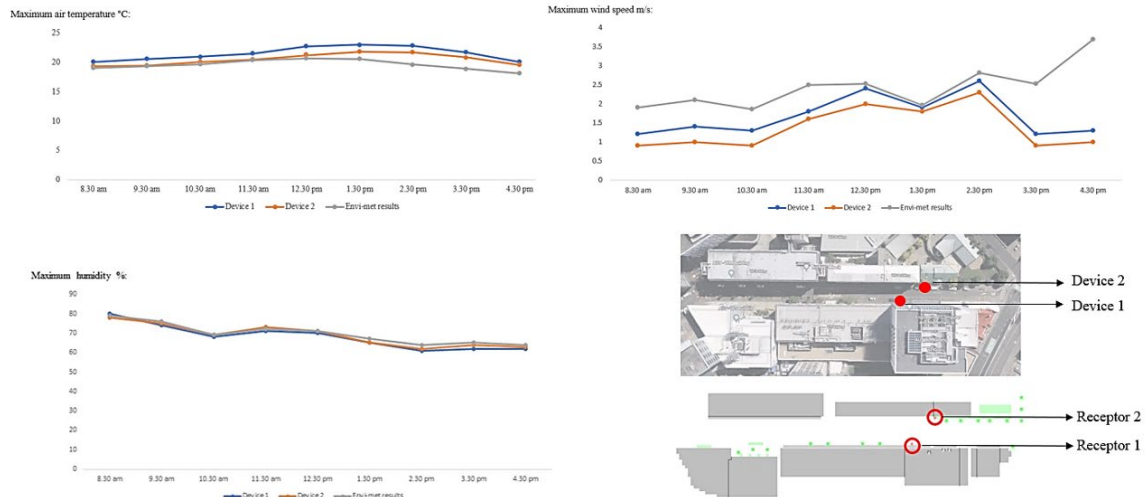 Maximum air temperature °C:
25
20
15
10
5
0
8.30 am 9.30 am 10.30 am 11.30 am 12.30 pm 1.30 pm 2.30 pm 3.30 pm 4.30 pm
Device 1 Device 2 Envi-met results
Maximum wind speed m/s:
4
3.5
3
2.5
2
1.5
1
0.5
0
8.30 am 9.30 am 10.30 am 11.30 am 12.30 pm 1.30 pm 2.30 pm 3.30 pm 4.30 pm
Device 1 Device 2 Envi-met results
Maximum humidity %:
90
80
70
60
50
40
30
20
10
0
8.30 am 9.30 am 10.30 am 11.30 am 12.30 pm 1.30 pm 2.30 pm 3.30 pm 4.30 pm
Device 1 Device 2 Envi-met results
Device 2
Device 1
Receptor 2
Receptor 1